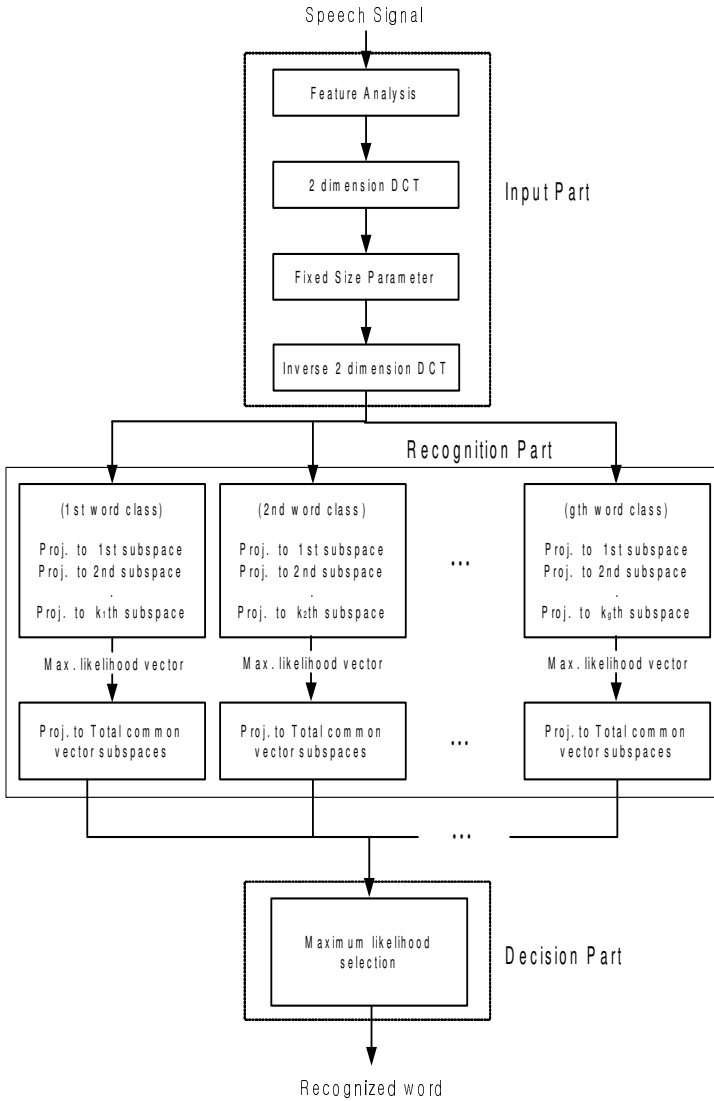 Speech Signal
Feature Analysis
2 dimension DCT
Input Part
Fixed Size Parameter
Inverse 2 dimension DCT
Recognition Part
(1st word class)
Proj. to 1st subspace
Proj. to 2nd subspace
.
Proj. to k₁th subspace
(2nd word class)
Proj. to 1st subspace
Proj. to 2nd subspace
.
Proj. to k₂th subspace
...
(gth word class)
Proj. to 1st subspace
Proj. to 2nd subspace
.
Proj. to kgth subspace
Max. likelihood vector
Max. likelihood vector
Max. likelihood vector
Proj. to Total common
vector subspaces
Proj. to Total common
vector subspaces
...
Proj. to Total common
vector subspaces
...
Maximum likelihood
selection
Decision Part
Recognized word